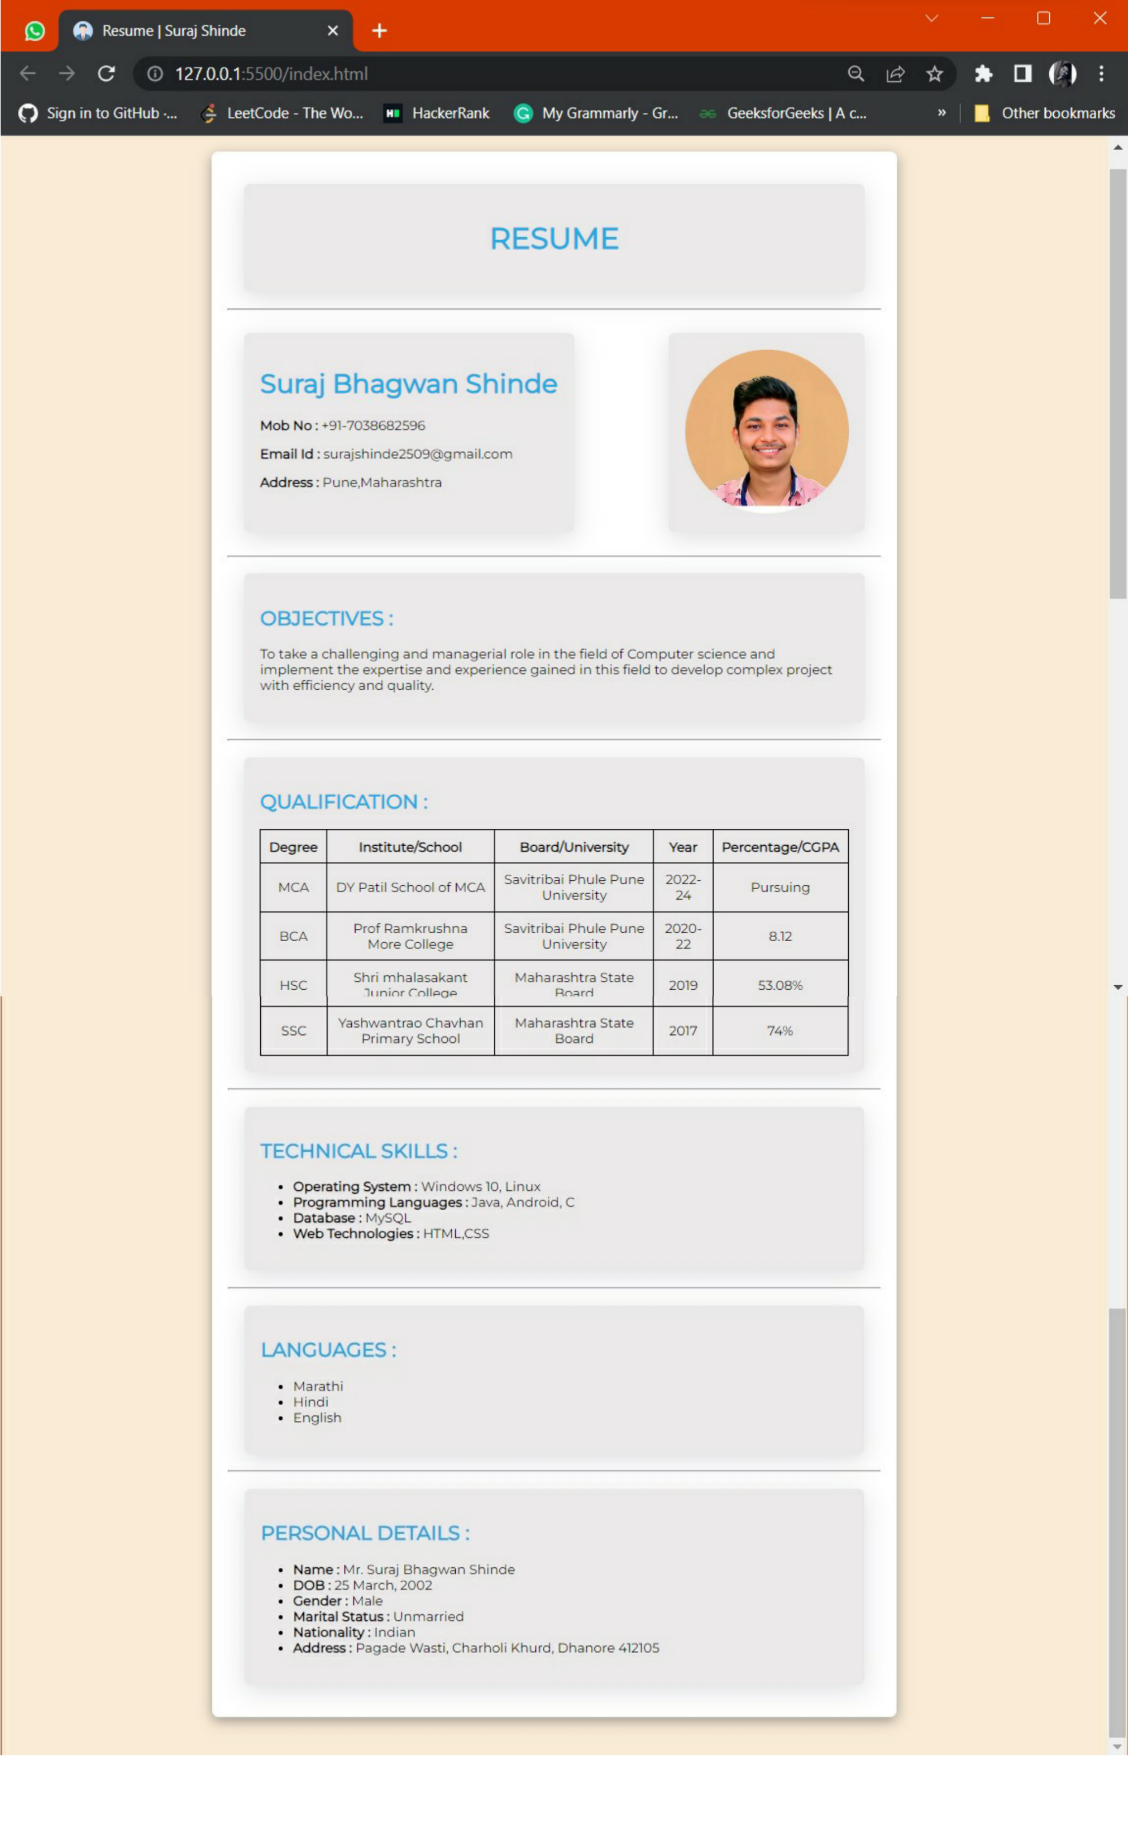 Resume | Suraj Shinde
127.0.0.1:5500/index.html
Sign in to GitHub ·...
LeetCode - The Wo...
HackerRank
My Grammarly - Gr...
GeeksforGeeks | A c...
»
Other bookmarks
RESUME
Suraj Bhagwan Shinde
Mob No : +91-7038682596
Email Id : surajshinde2509@gmail.com
Address : Pune,Maharashtra
OBJECTIVES :
To take a challenging and managerial role in the field of Computer science and
implement the expertise and experience gained in this field to develop complex project
with efficiency and quality.
QUALIFICATION :
Degree Institute/School Board/University Year Percentage/CGPA
MCA DY Patil School of MCA Savitribai Phule Pune University 2022-24 Pursuing
BCA Prof Ramkrushna More College Savitribai Phule Pune University 2020-22 8.12
HSC Shri mhalasakant Junior College Maharashtra State Board 2019 53.08%
SSC Yashwantrao Chavhan Primary School Maharashtra State Board 2017 74%
TECHNICAL SKILLS :
• Operating System : Windows 10, Linux
• Programming Languages : Java, Android, C
• Database : MySQL
• Web Technologies : HTML,CSS
LANGUAGES :
• Marathi
• Hindi
• English
PERSONAL DETAILS :
• Name : Mr. Suraj Bhagwan Shinde
• DOB : 25 March, 2002
• Gender : Male
• Marital Status : Unmarried
• Nationality : Indian
• Address : Pagade Wasti, Charholi Khurd, Dhanore 412105